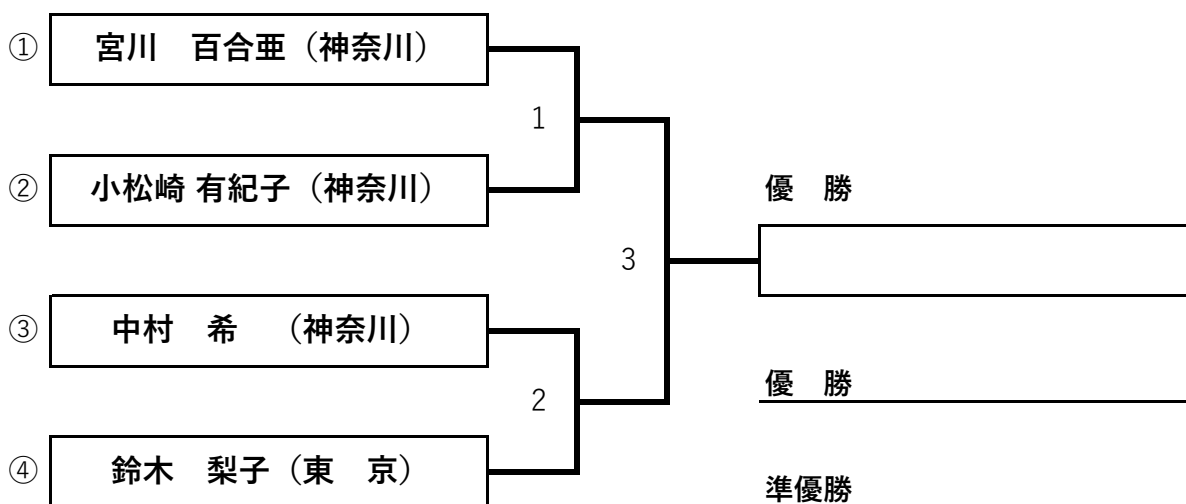 ① 宮川　百合亜（神奈川）
1
② 小松崎 有紀子（神奈川）
優　勝
3
③ 中村　希　（神奈川）
優　勝
2
④ 鈴木　梨子（東　京）
準優勝